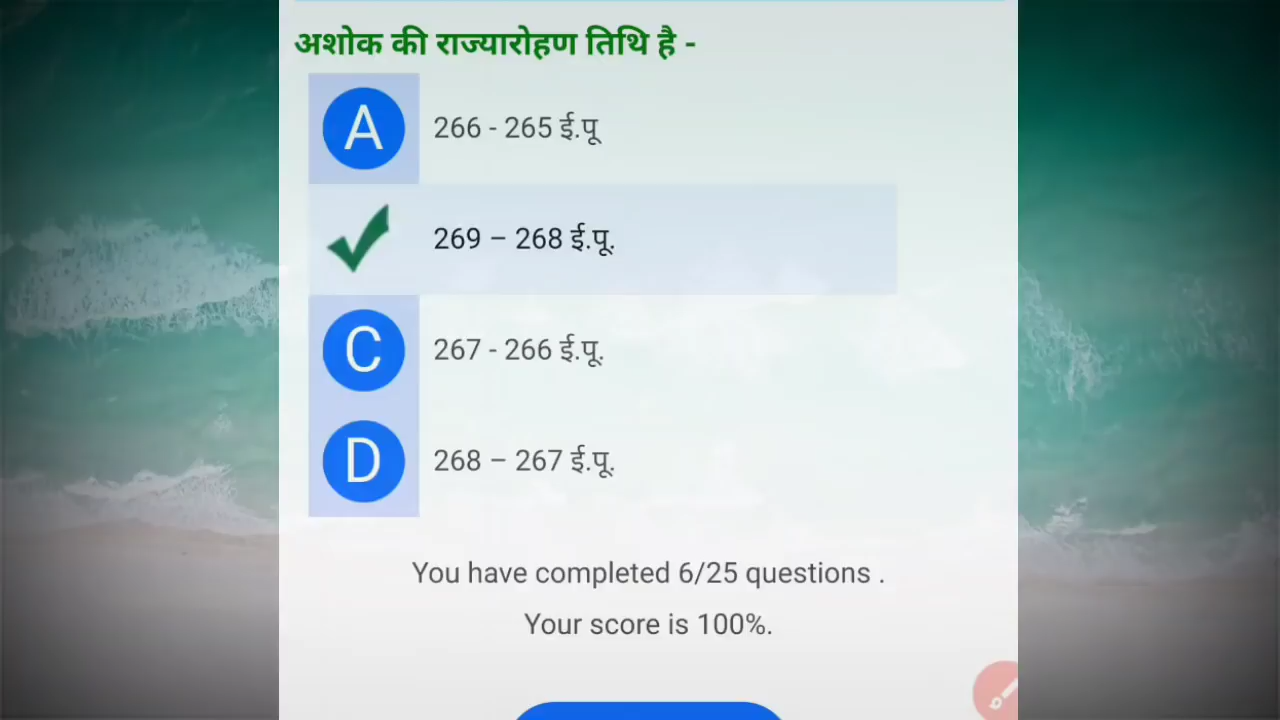 अशोक की राज्यारोहण तिथि है -
A 266 - 265 ई.पू
269 – 268 ई.पू.
C 267 - 266 ई.पू.
D 268 – 267 ई.पू.
You have completed 6/25 questions .
Your score is 100%.